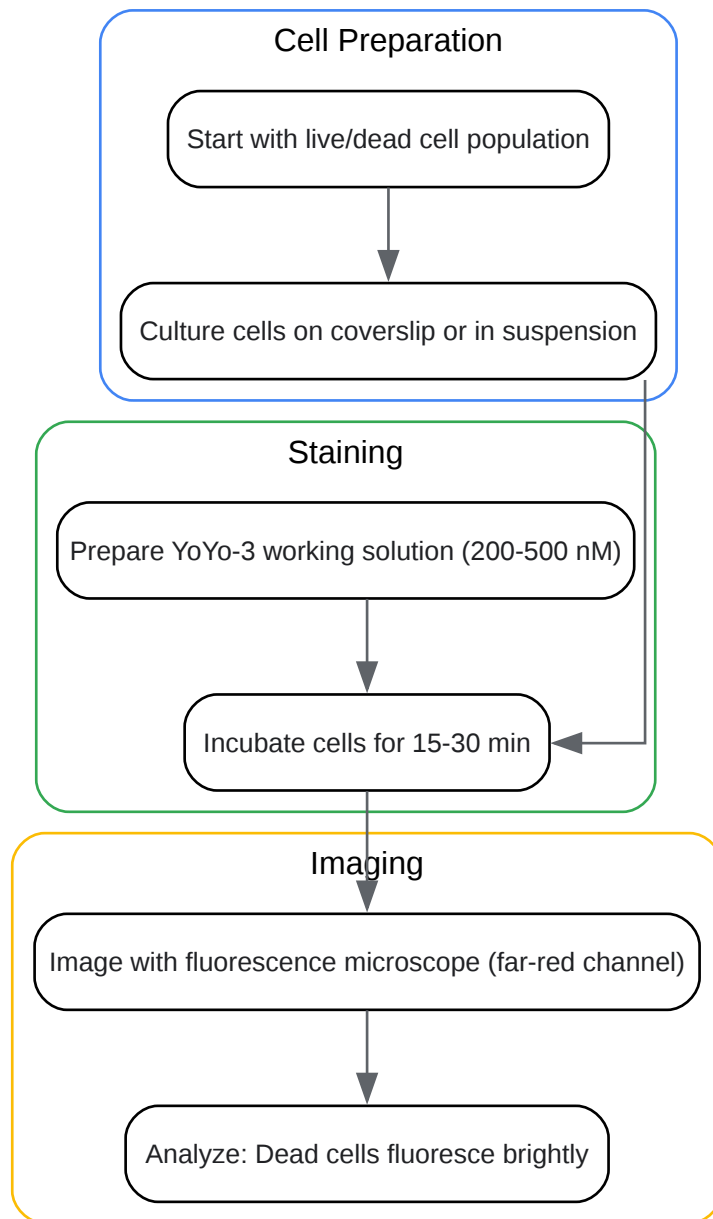 Cell Preparation
Start with live/dead cell population
Culture cells on coverslip or in suspension
Staining
Prepare YoYo-3 working solution (200-500 nM)
Incubate cells for 15-30 min
Imaging
Image with fluorescence microscope (far-red channel)
Analyze: Dead cells fluoresce brightly